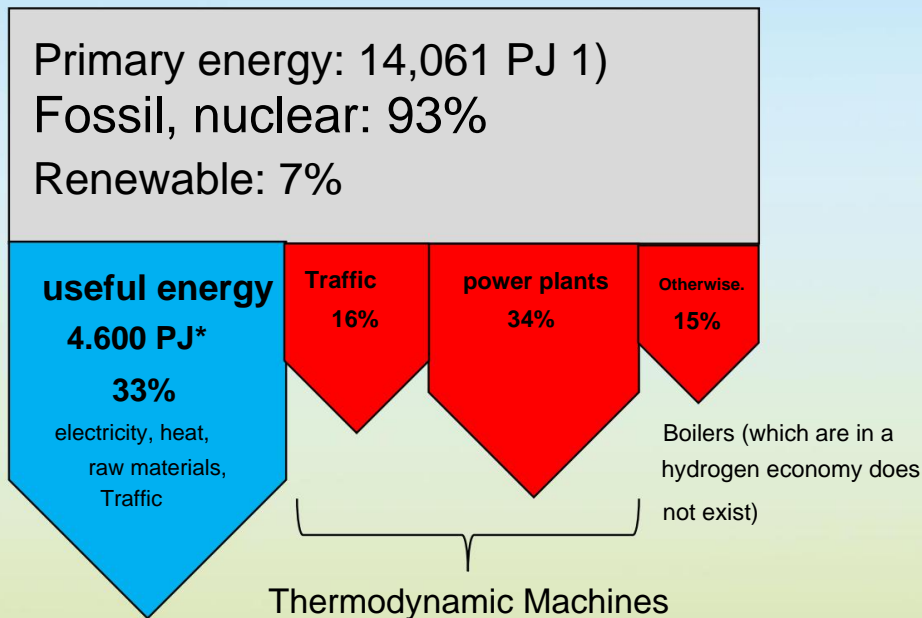 Primary energy: 14,061 PJ 1)
Fossil, nuclear: 93%
Renewable: 7%
useful energy
4.600 PJ*
33%
electricity, heat,
raw materials,
Traffic
Traffic
16%
power plants
34%
Otherwise.
15%
Boilers (which are in a
hydrogen economy does
not exist)
Thermodynamic Machines